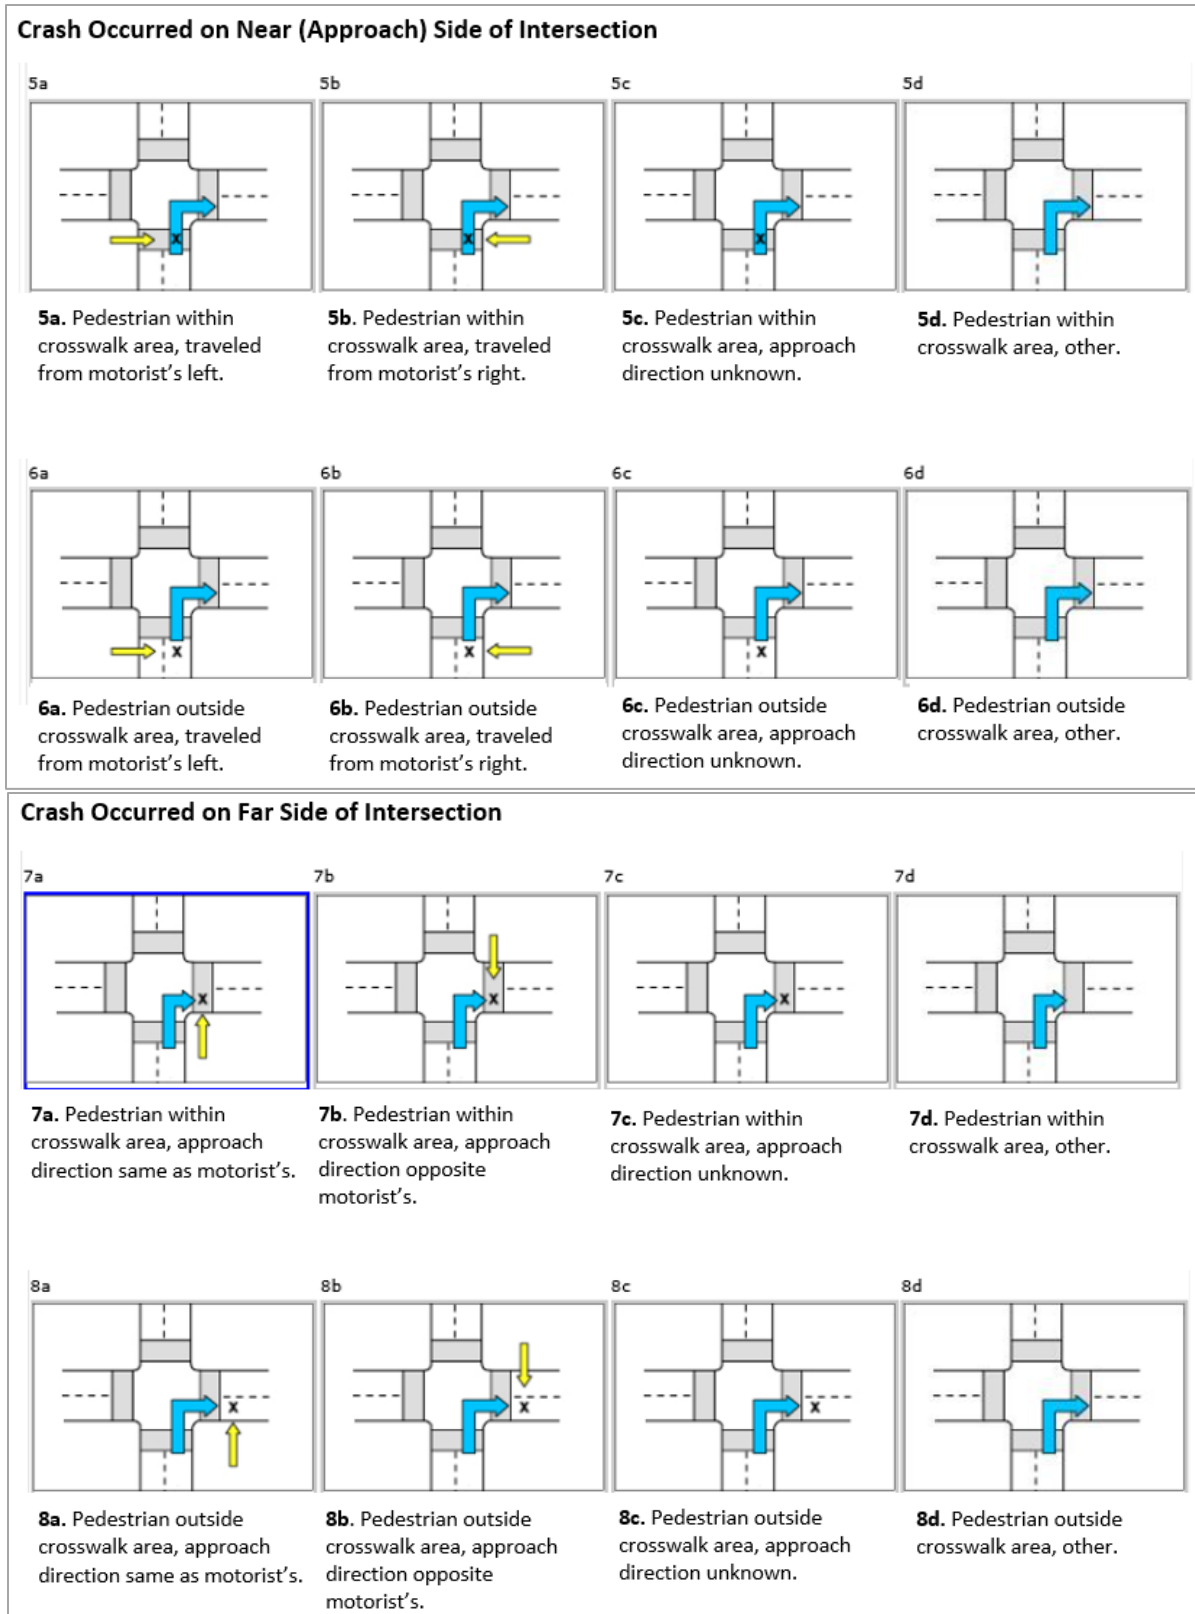 Crash Occurred on Near (Approach) Side of Intersection
5a
5b
5c
5d
X
X
X
5a. Pedestrian within
crosswalk area, traveled
from motorist's left.
5b. Pedestrian within
crosswalk area, traveled
from motorist's right.
5c. Pedestrian within
crosswalk area, approach
direction unknown.
5d. Pedestrian within
crosswalk area, other.
6a
6b
6c
6d
X
X
X
6a. Pedestrian outside
crosswalk area, traveled
from motorist's left.
6b. Pedestrian outside
crosswalk area, traveled
from motorist's right.
6c. Pedestrian outside
crosswalk area, approach
direction unknown.
6d. Pedestrian outside
crosswalk area, other.
Crash Occurred on Far Side of Intersection
7a
7b
7c
7d
X
X
X
7a. Pedestrian within
crosswalk area, approach
direction same as motorist's.
7b. Pedestrian within
crosswalk area, approach
direction opposite
motorist's.
7c. Pedestrian within
crosswalk area, approach
direction unknown.
7d. Pedestrian within
crosswalk area, other.
8a
8b
8c
8d
X
X
X
8a. Pedestrian outside
crosswalk area, approach
direction same as motorist's.
8b. Pedestrian outside
crosswalk area, approach
direction opposite
motorist's.
8c. Pedestrian outside
crosswalk area, approach
direction unknown.
8d. Pedestrian outside
crosswalk area, other.